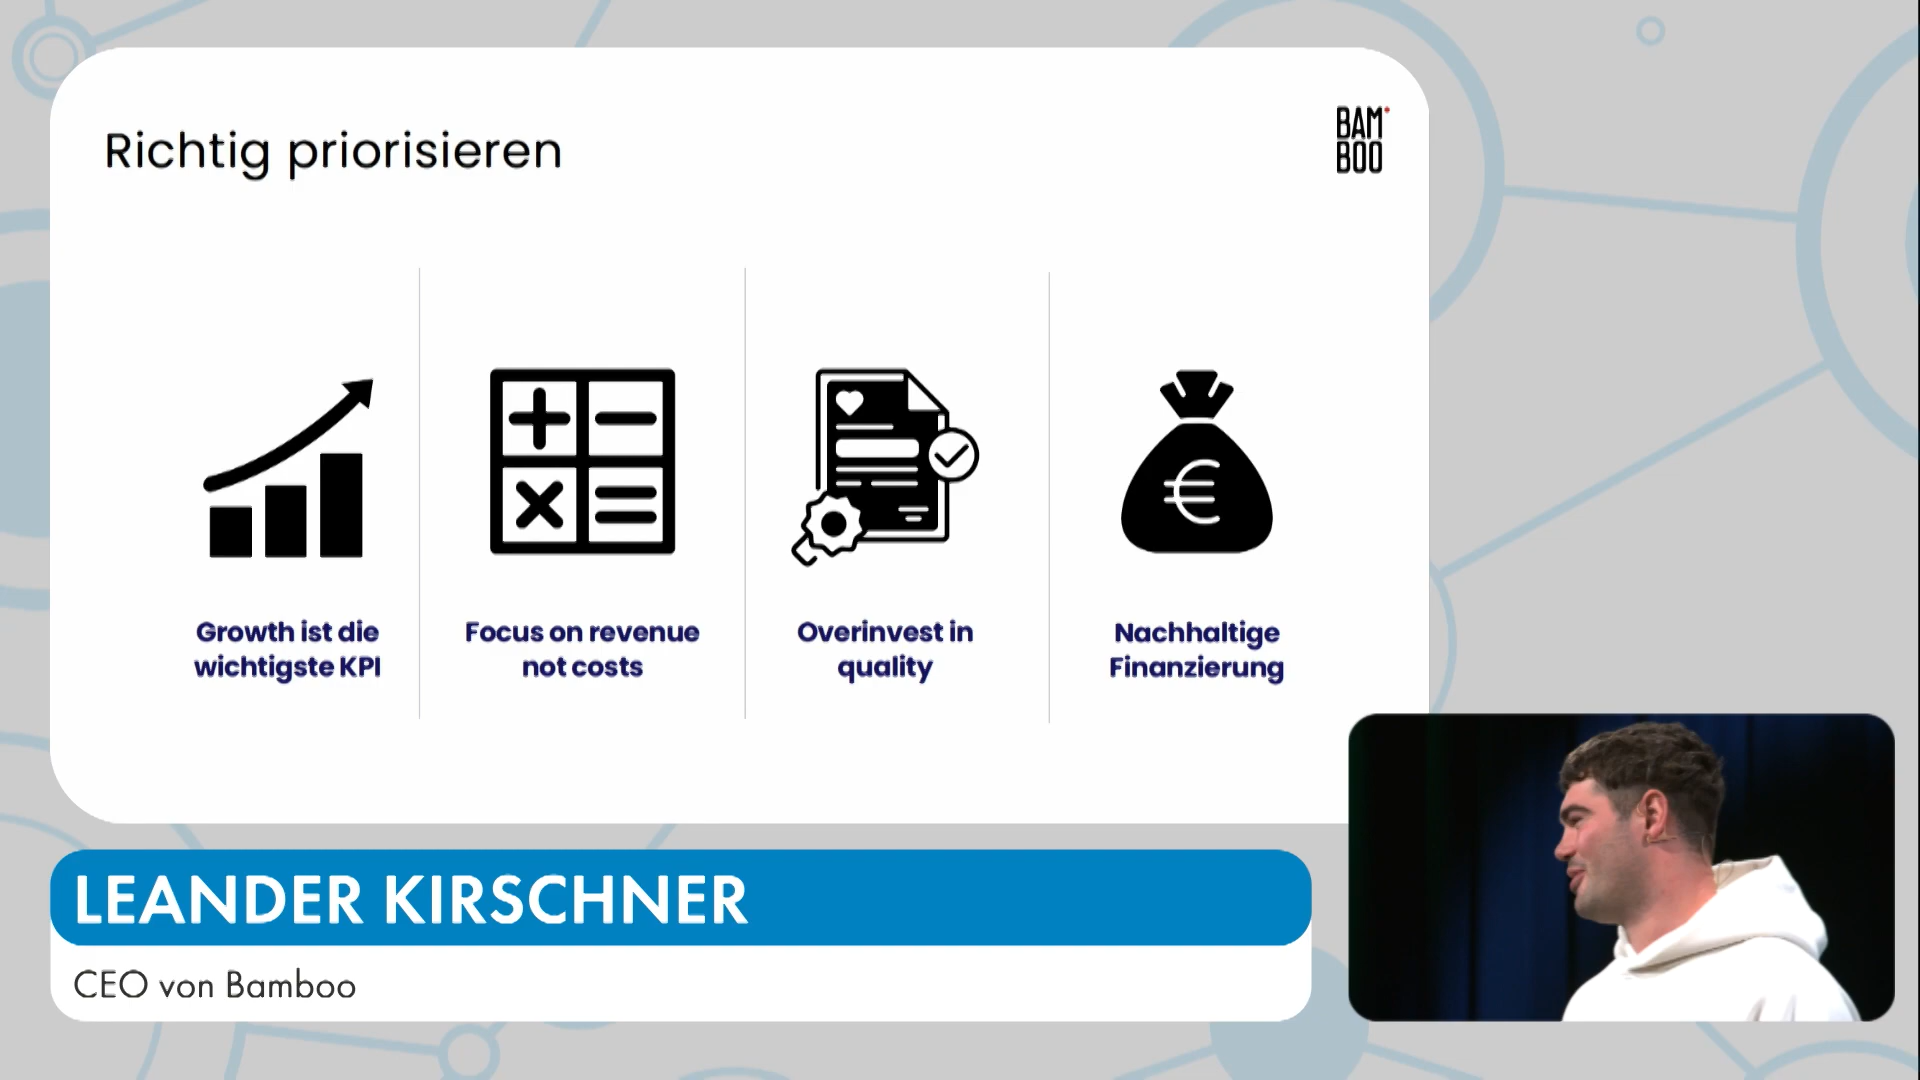 Richtig priorisieren
BAM
BOO
Growth ist die
wichtigste KPI
Focus on revenue
not costs
Overinvest in
quality
Nachhaltige
Finanzierung
LEANDER KIRSCHNER
CEO von Bamboo